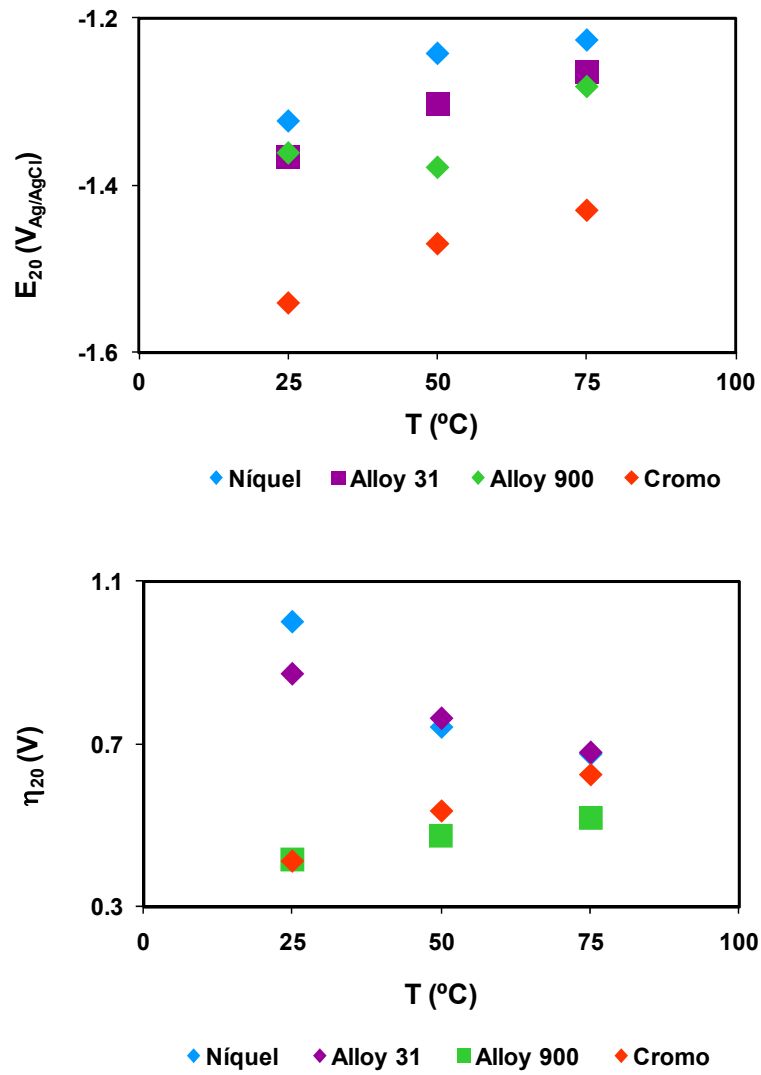 -1.2
-1.4
-1.6
E20 (VAg/AgCl)
0 25 50 75 100
T (ºC)
Níquel Alloy 31 Alloy 900 Cromo
1.1
0.7
0.3
η20 (V)
0 25 50 75 100
T (ºC)
Níquel Alloy 31 Alloy 900 Cromo